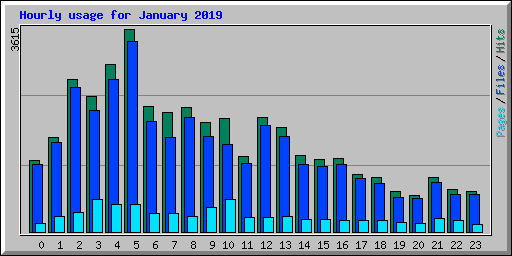 Hourly usage for January 2019
3615
Pages/Files/Hits
0 1 2 3 4 5 6 7 8 9 10 11 12 13 14 15 16 17 18 19 20 21 22 23